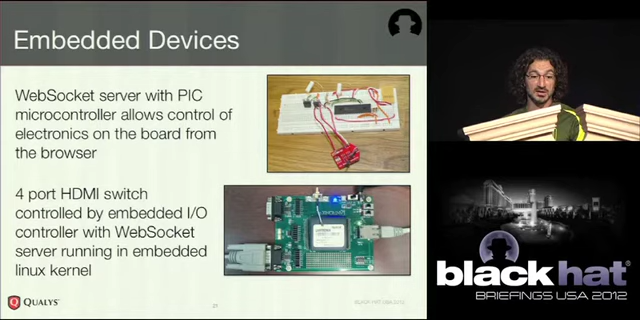 Embedded Devices
WebSocket server with PIC
microcontroller allows control of
electronics on the board from
the browser
4 port HDMI switch
controlled by embedded I/O
controller with WebSocket
server running in embedded
linux kernel
QUALYS
21
BLACK HAT USA 2012
black hat
BRIEFINGS USA 2012